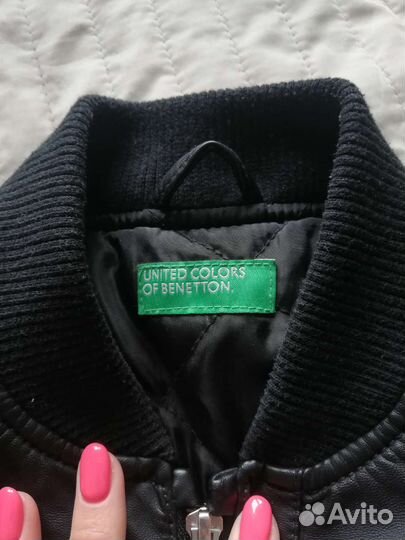 UNITED COLORS
OF BENETTON.
Avito